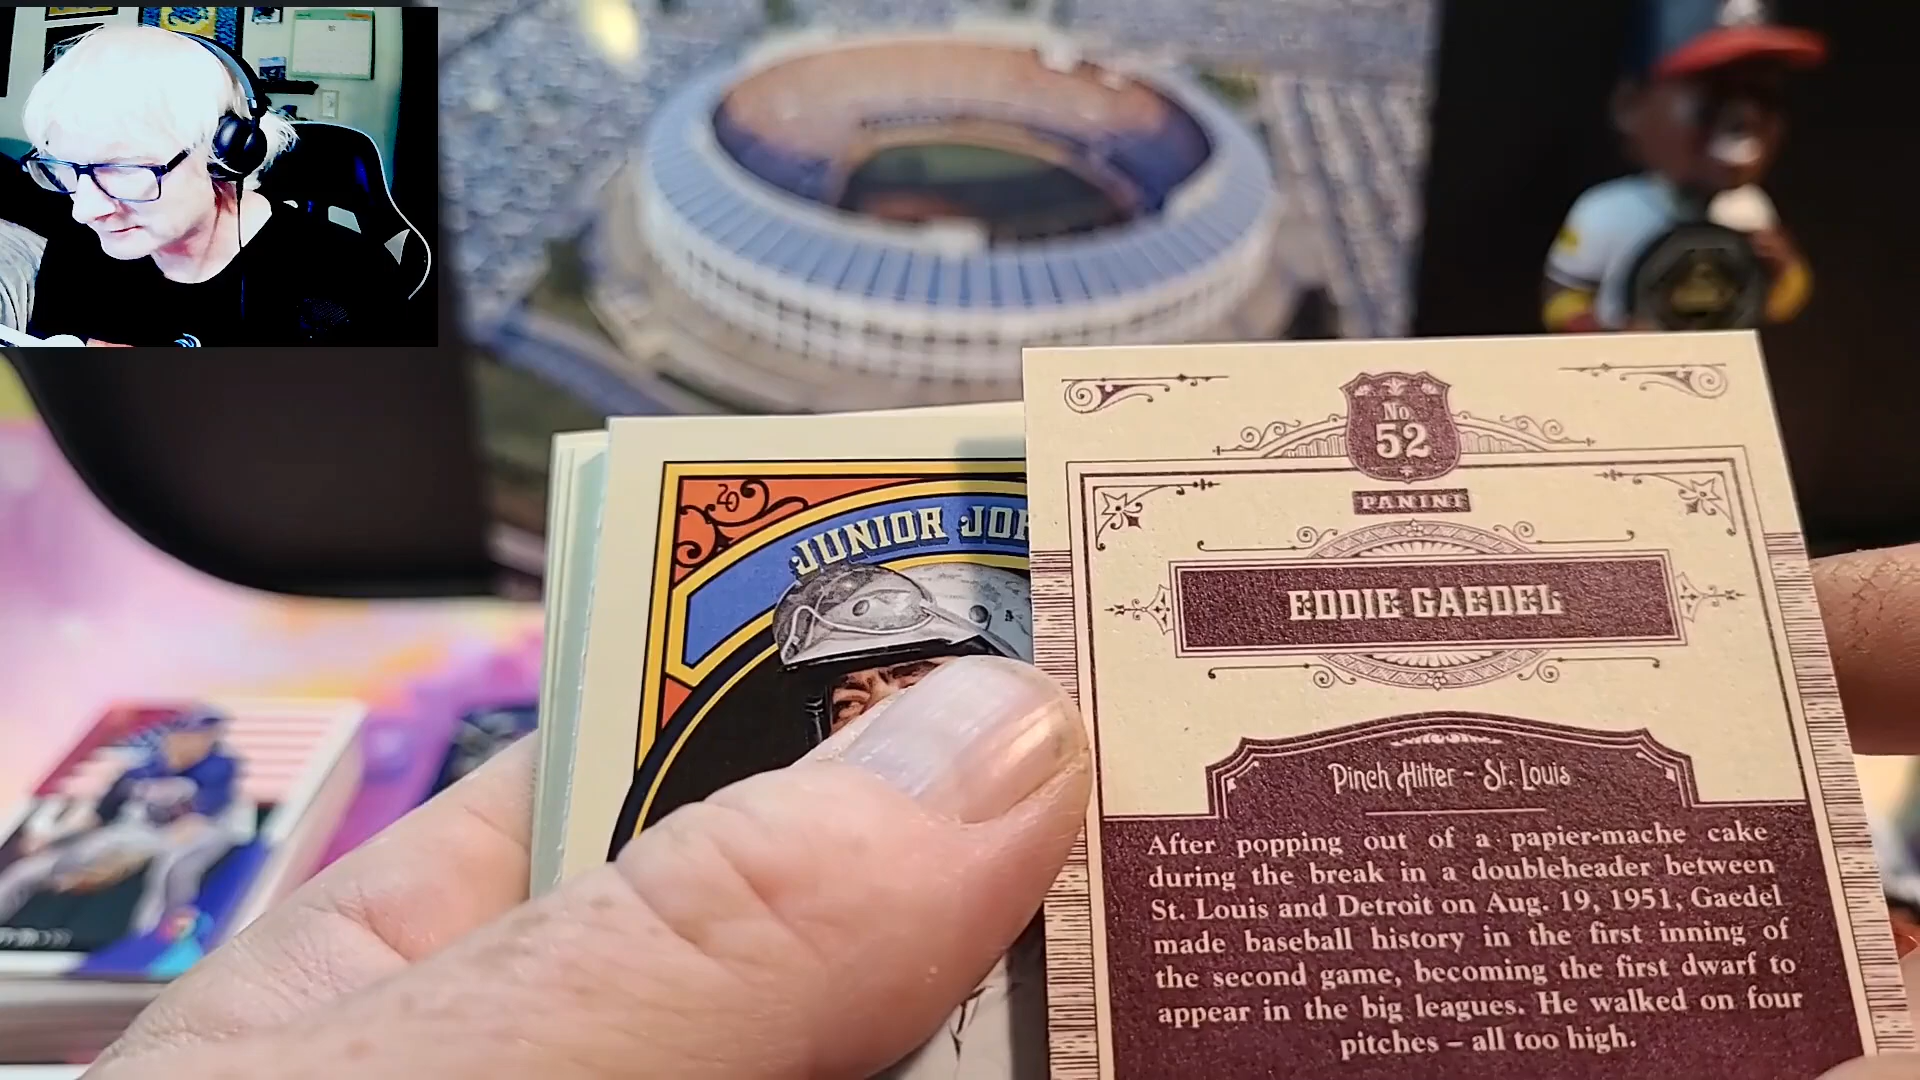 20
JUNIOR JO
No.
52
PANINI
EDDIE GAEDEL
Pinch Hitter - St. Louis
After popping out of a papier-mache cake
during the break in a doubleheader between
St. Louis and Detroit on Aug. 19, 1951, Gaedel
made baseball history in the first inning of
the second game, becoming the first dwarf to
appear in the big leagues. He walked on four
pitches – all too high.